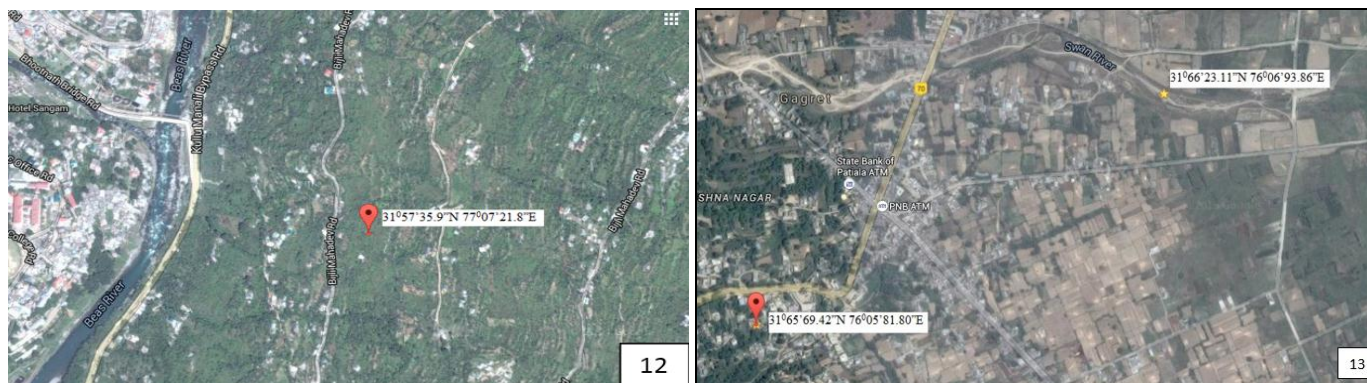 Beas River
Bhoothnath Bridge Rd
Hotel Sangam
Kullu Manali Bypass Rd
Bijli Mahadev R
Office Rd
college
Rd
Beas River
Bijli Mahadev Rd
31⁰57'35.9"N 77⁰07'21.8"E
Bijli Mahadev Rd
12
Swan River
31⁰66'23.11"N 76⁰06'93.86"E
Gagret
70
State Bank of
Patiala ATM
SHNA NAGAR
PNB ATM
31⁰65'69.42"N 76⁰05'81.80"E
13